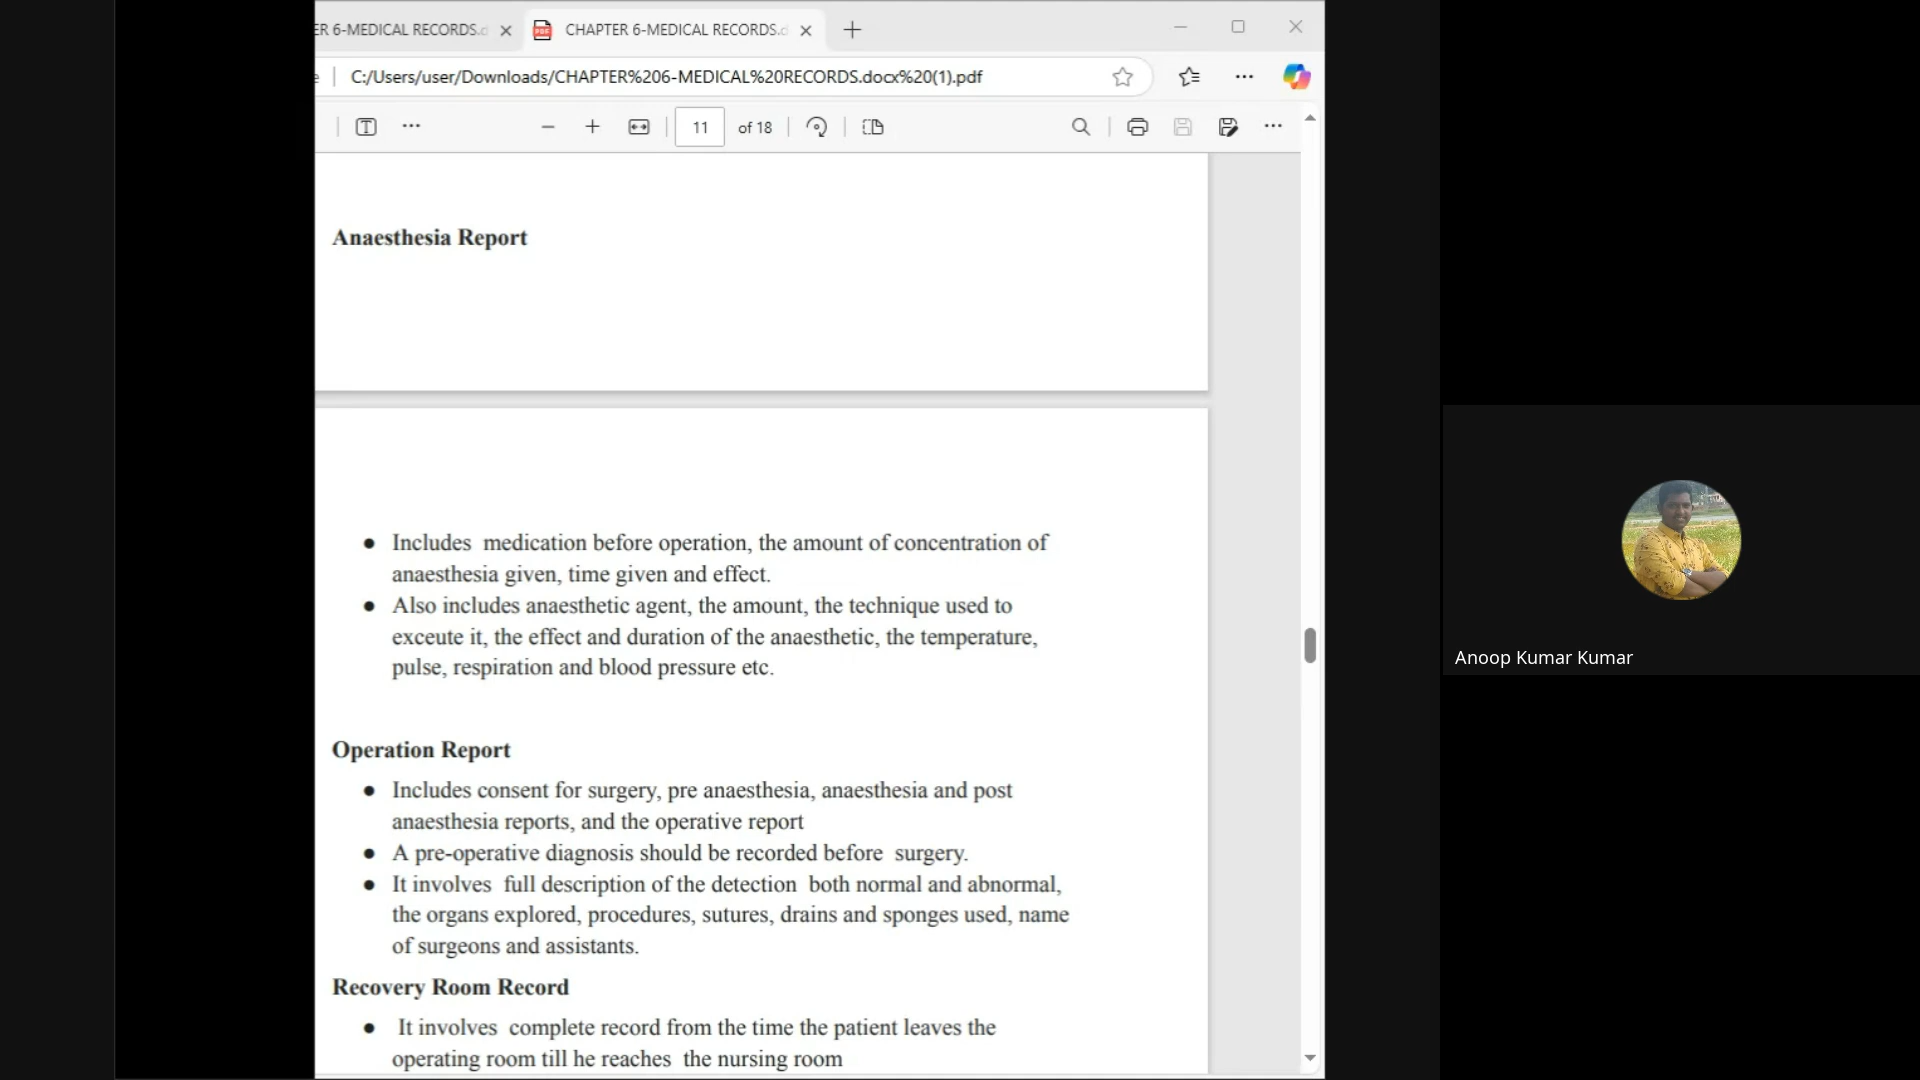 ER 6-MEDICAL RECORDS.d
CHAPTER 6-MEDICAL RECORDS.d
e C:/Users/user/Downloads/CHAPTER%206-MEDICAL%20RECORDS.docx%20(1).pdf
11 of 18
Anaesthesia Report
● Includes medication before operation, the amount of concentration of
anaesthesia given, time given and effect.
● Also includes anaesthetic agent, the amount, the technique used to
exceute it, the effect and duration of the anaesthetic, the temperature,
pulse, respiration and blood pressure etc.
Operation Report
● Includes consent for surgery, pre anaesthesia, anaesthesia and post
anaesthesia reports, and the operative report
● A pre-operative diagnosis should be recorded before surgery.
● It involves full description of the detection both normal and abnormal,
the organs explored, procedures, sutures, drains and sponges used, name
of surgeons and assistants.
Recovery Room Record
● It involves complete record from the time the patient leaves the
operating room till he reaches the nursing room
Anoop Kumar Kumar